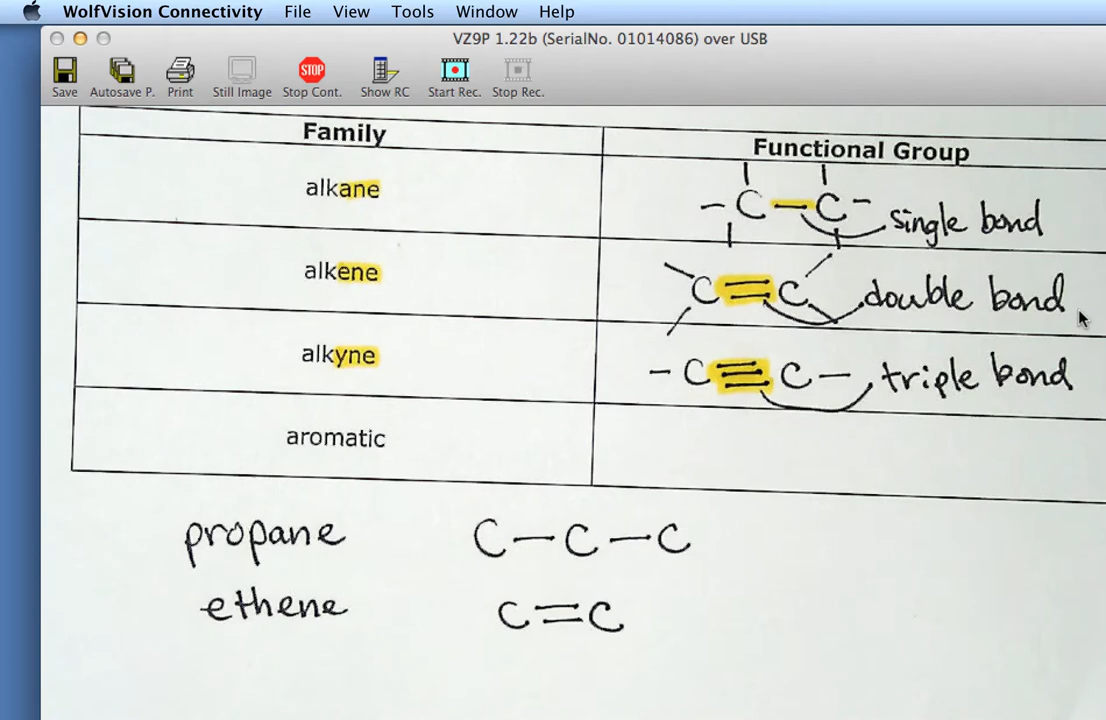 WolfVision Connectivity File View Tools Window Help
VZ9P 1.22b (SerialNo. 01014086) over USB
Save Autosave P. Print Still Image Stop Cont. Show RC Start Rec. Stop Rec.
STOP
Family Functional Group
alkane – C – C – single bond
alkene C = C double bond
alkyne – C ≡ C – triple bond
aromatic
propane C – C – C
ethene C = C